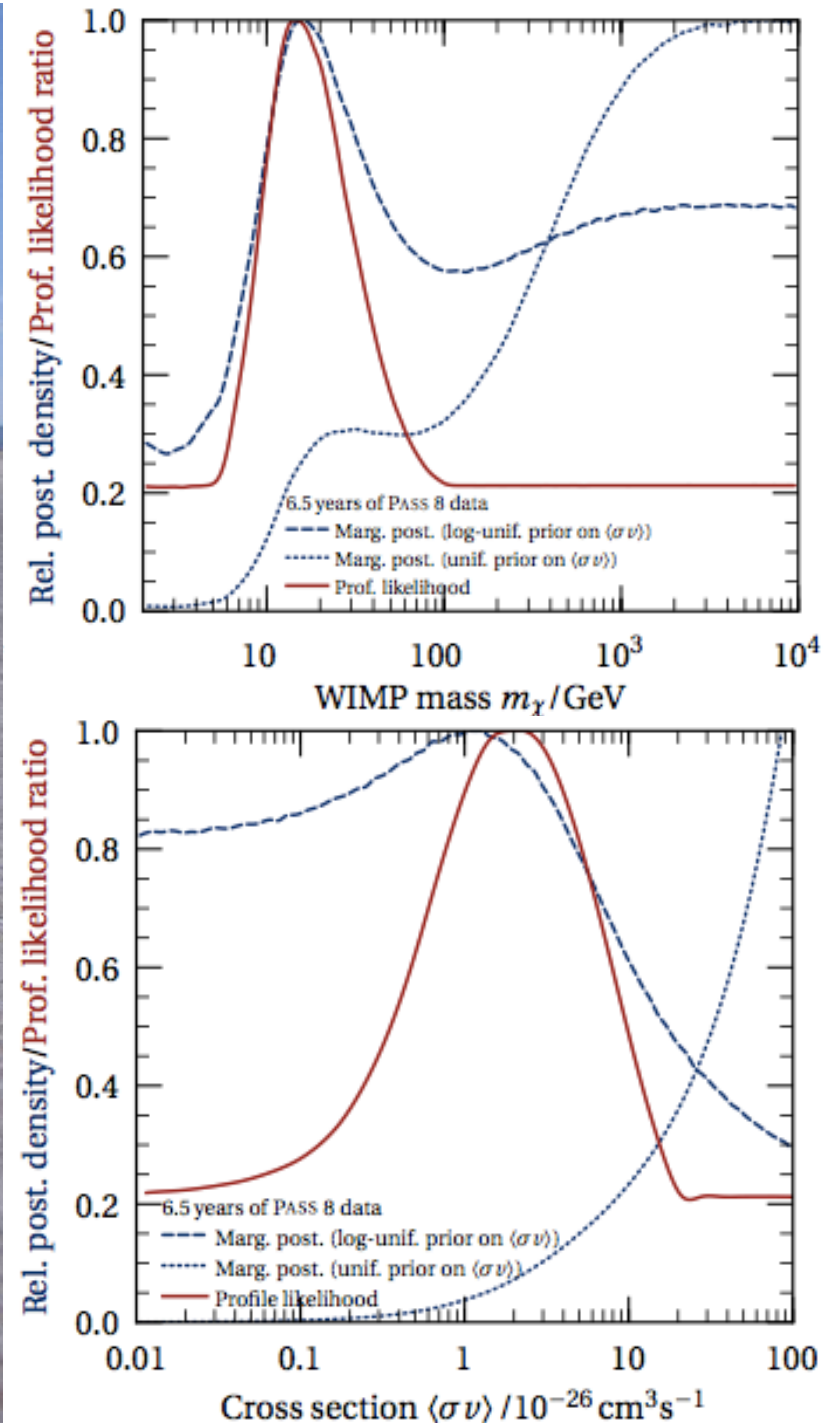 1.0
0.8
0.6
0.4
0.2
0.0
Rel. post. density/Prof. likelihood ratio
6.5 years of PASS 8 data
Marg. post. (log-unif. prior on ⟨σv⟩)
Marg. post. (unif. prior on ⟨σv⟩)
Prof. likelihood
10 100 10³ 10⁴
WIMP mass mχ/GeV
1.0
0.8
0.6
0.4
0.2
0.0
Rel. post. density/Prof. likelihood ratio
6.5 years of PASS 8 data
Marg. post. (log-unif. prior on ⟨σv⟩)
Marg. post. (unif. prior on ⟨σv⟩)
Profile likelihood
0.01 0.1 1 10 100
Cross section ⟨σv⟩/10⁻²⁶ cm³s⁻¹